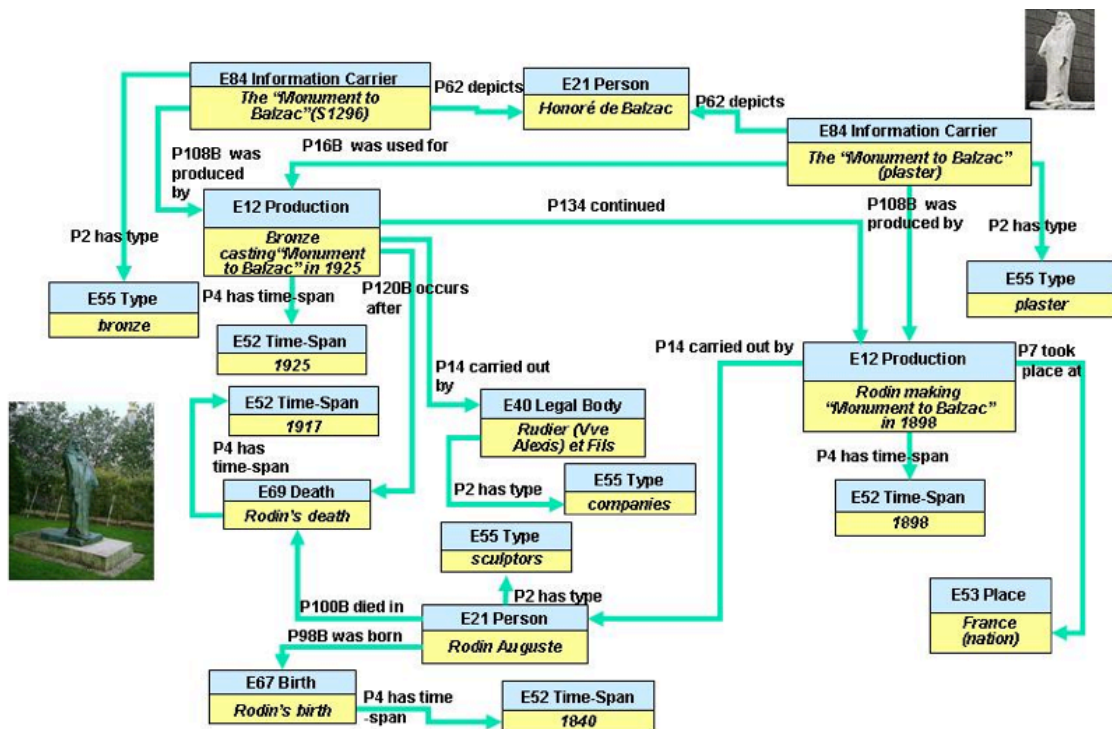 E84 Information Carrier
The “Monument to
Balzac”(S1296)
P62 depicts
E21 Person
Honoré de Balzac
P62 depicts
E84 Information Carrier
The “Monument to Balzac”
(plaster)
P108B was
produced
by
P16B was used for
E12 Production
Bronze
casting“Monument
to Balzac” in 1925
P134 continued
P108B was
produced by
P2 has type
P2 has type
E55 Type
bronze
E55 Type
plaster
P4 has time-span
P120B occurs
after
E52 Time-Span
1925
P14 carried out
by
P14 carried out by
E12 Production
Rodin making
“Monument to Balzac”
in 1898
P7 took
place at
E52 Time-Span
1917
E40 Legal Body
Rudier (Vve
Alexis) et Fils
P4 has
time-span
P4 has time-span
E69 Death
Rodin’s death
P2 has type
E55 Type
companies
E52 Time-Span
1898
E55 Type
sculptors
P100B died in
P2 has type
E21 Person
Rodin Auguste
E53 Place
France
(nation)
P98B was born
E67 Birth
Rodin’s birth
P4 has time
-span
E52 Time-Span
1840